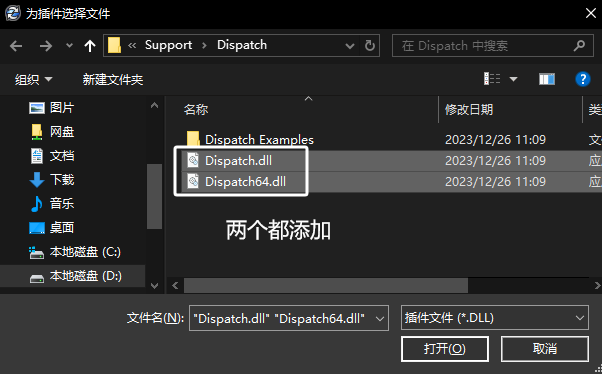 为插件选择文件
« Support › Dispatch
在 Dispatch 中搜索
组织 新建文件夹
名称 修改日期 类
图片
网盘
文档
下载
音乐
桌面
本地磁盘 (C:)
本地磁盘 (D:)
Dispatch Examples 2023/12/26 11:09 文
Dispatch.dll 2023/12/26 11:09 应
Dispatch64.dll 2023/12/26 11:09 应
两个都添加
文件名(N): "Dispatch.dll" "Dispatch64.dll" 插件文件 (*.DLL)
打开(O) 取消